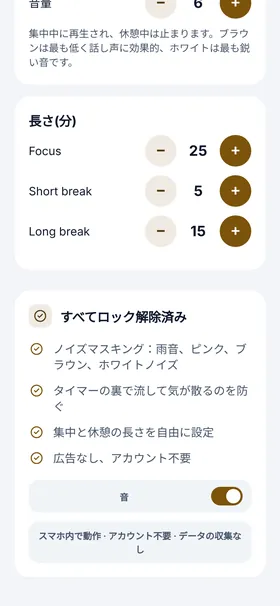 音量
−
6
+
集中中に再生され、休憩中は止まります。ブラウ
ンは最も低く話し声に効果的、ホワイトは最も鋭
い音です。
長さ(分)
Focus
−
25
+
Short break
−
5
+
Long break
−
15
+
すべてロック解除済み
ノイズマスキング：雨音、ピンク、ブ
ラウン、ホワイトノイズ
タイマーの裏で流して気が散るのを防
ぐ
集中と休憩の長さを自由に設定
広告なし、アカウント不要
音
スマホ内で動作 · アカウント不要 · データの収集な
し